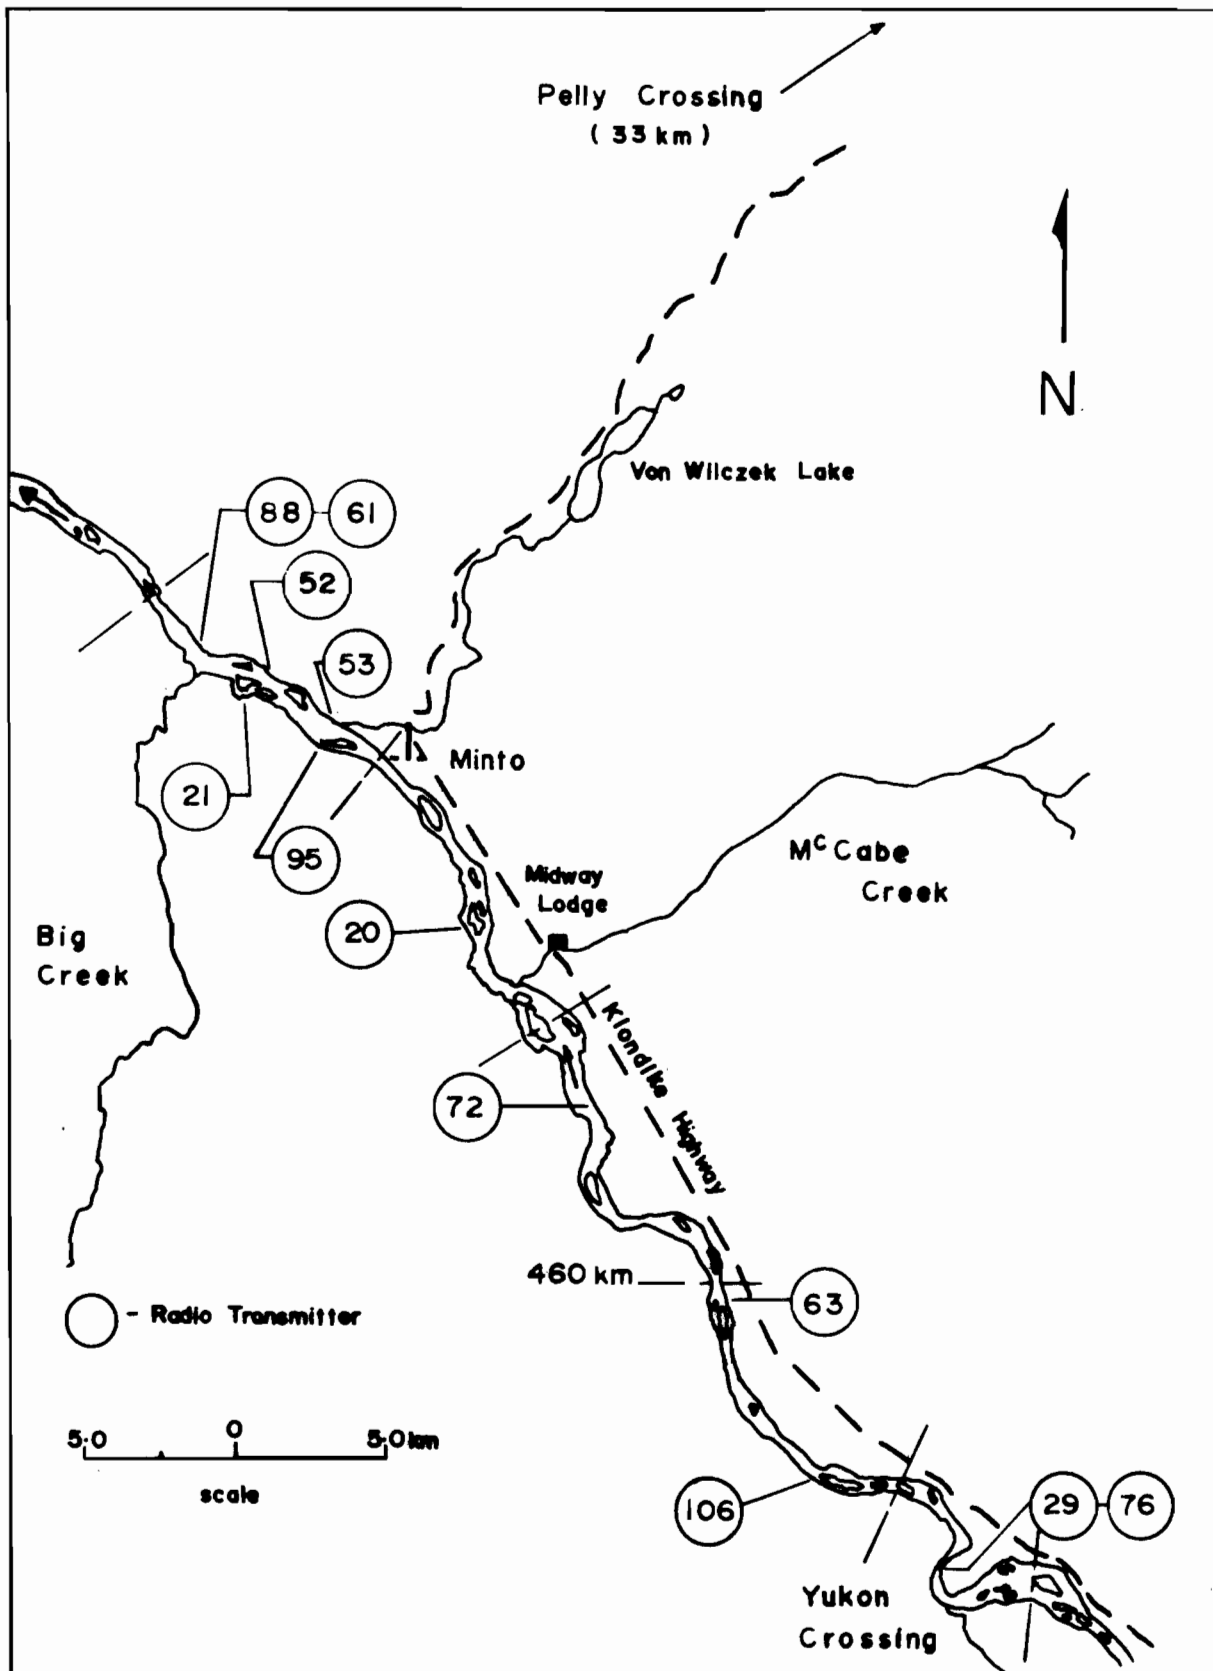 Pelly Crossing
(33 km)
N
Von Wilczek Lake
88
61
52
53
Minto
21
95
McCabe
Creek
Midway
Lodge
20
Big
Creek
Klondike Highway
72
460 km
63
- Radio Transmitter
5.0 0 5.0 km
scale
106
29
76
Yukon
Crossing